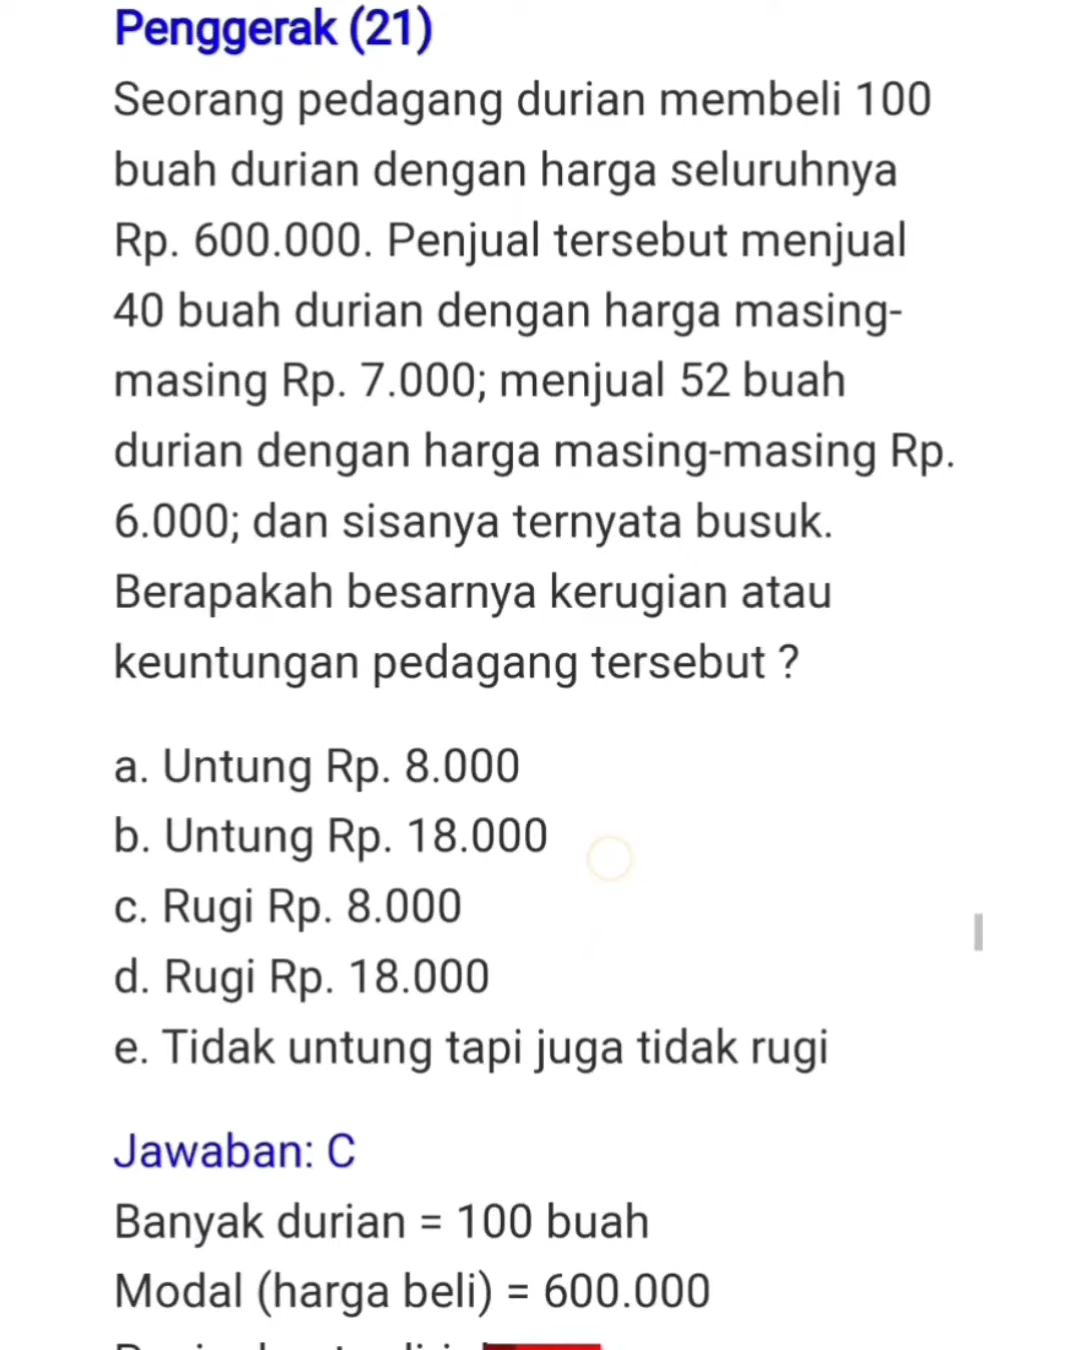 Penggerak (21)
Seorang pedagang durian membeli 100
buah durian dengan harga seluruhnya
Rp. 600.000. Penjual tersebut menjual
40 buah durian dengan harga masing-
masing Rp. 7.000; menjual 52 buah
durian dengan harga masing-masing Rp.
6.000; dan sisanya ternyata busuk.
Berapakah besarnya kerugian atau
keuntungan pedagang tersebut ?
a. Untung Rp. 8.000
b. Untung Rp. 18.000
c. Rugi Rp. 8.000
d. Rugi Rp. 18.000
e. Tidak untung tapi juga tidak rugi
Jawaban: C
Banyak durian = 100 buah
Modal (harga beli) = 600.000